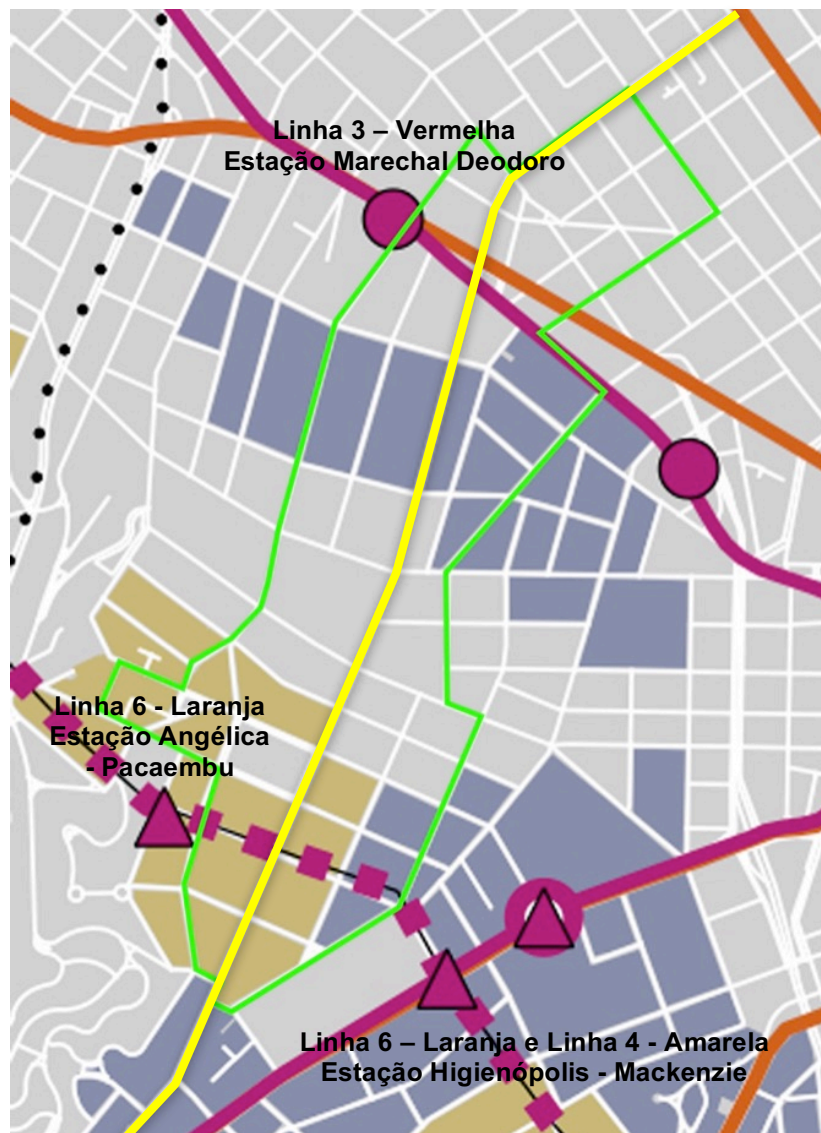 Linha 3 – Vermelha
Estação Marechal Deodoro
Linha 6 - Laranja
Estação Angélica
- Pacaembu
Linha 6 – Laranja e Linha 4 - Amarela
Estação Higienópolis - Mackenzie